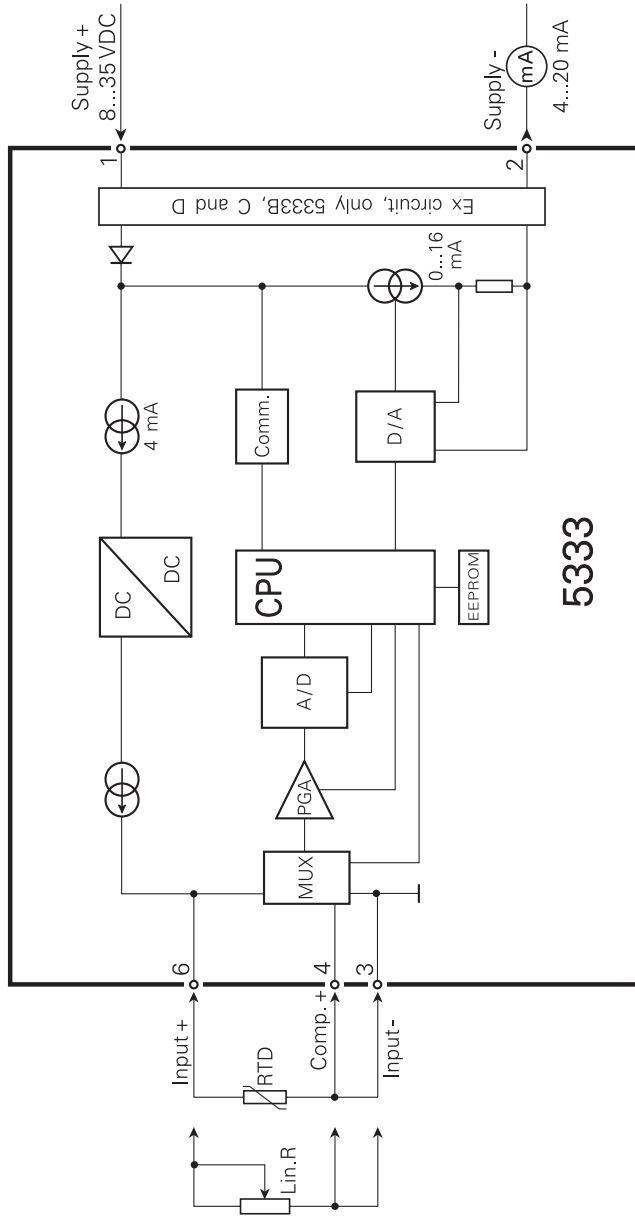 Supply +
8...35 VDC
Supply -
mA
4...20 mA
1
2
Ex circuit, only 5333B, C and D
0...16
mA
4 mA
Comm.
D/A
DC
DC
CPU
EEPROM
5333
A/D
PGA
MUX
6
4
3
Input +
RTD
Comp. +
Input -
Lin.R